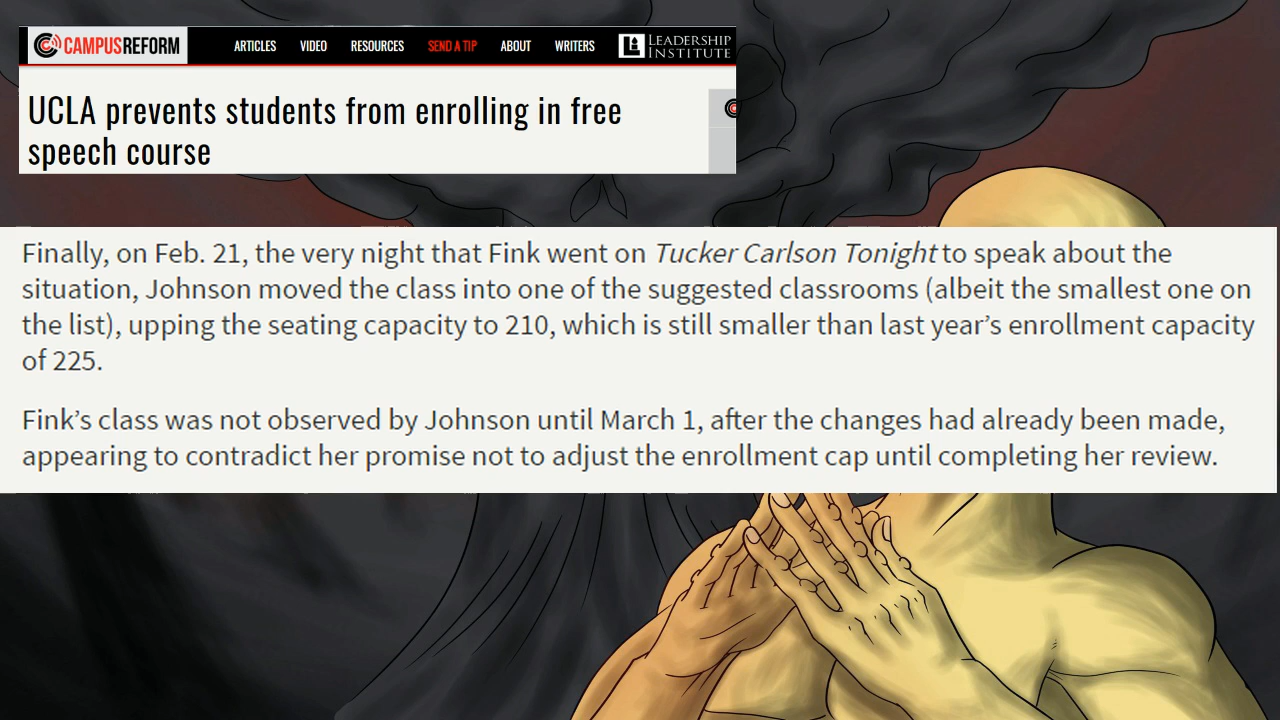 CAMPUSREFORM ARTICLES VIDEO RESOURCES SEND A TIP ABOUT WRITERS LEADERSHIP INSTITUTE
UCLA prevents students from enrolling in free
speech course
Finally, on Feb. 21, the very night that Fink went on Tucker Carlson Tonight to speak about the
situation, Johnson moved the class into one of the suggested classrooms (albeit the smallest one on
the list), upping the seating capacity to 210, which is still smaller than last year’s enrollment capacity
of 225.
Fink’s class was not observed by Johnson until March 1, after the changes had already been made,
appearing to contradict her promise not to adjust the enrollment cap until completing her review.